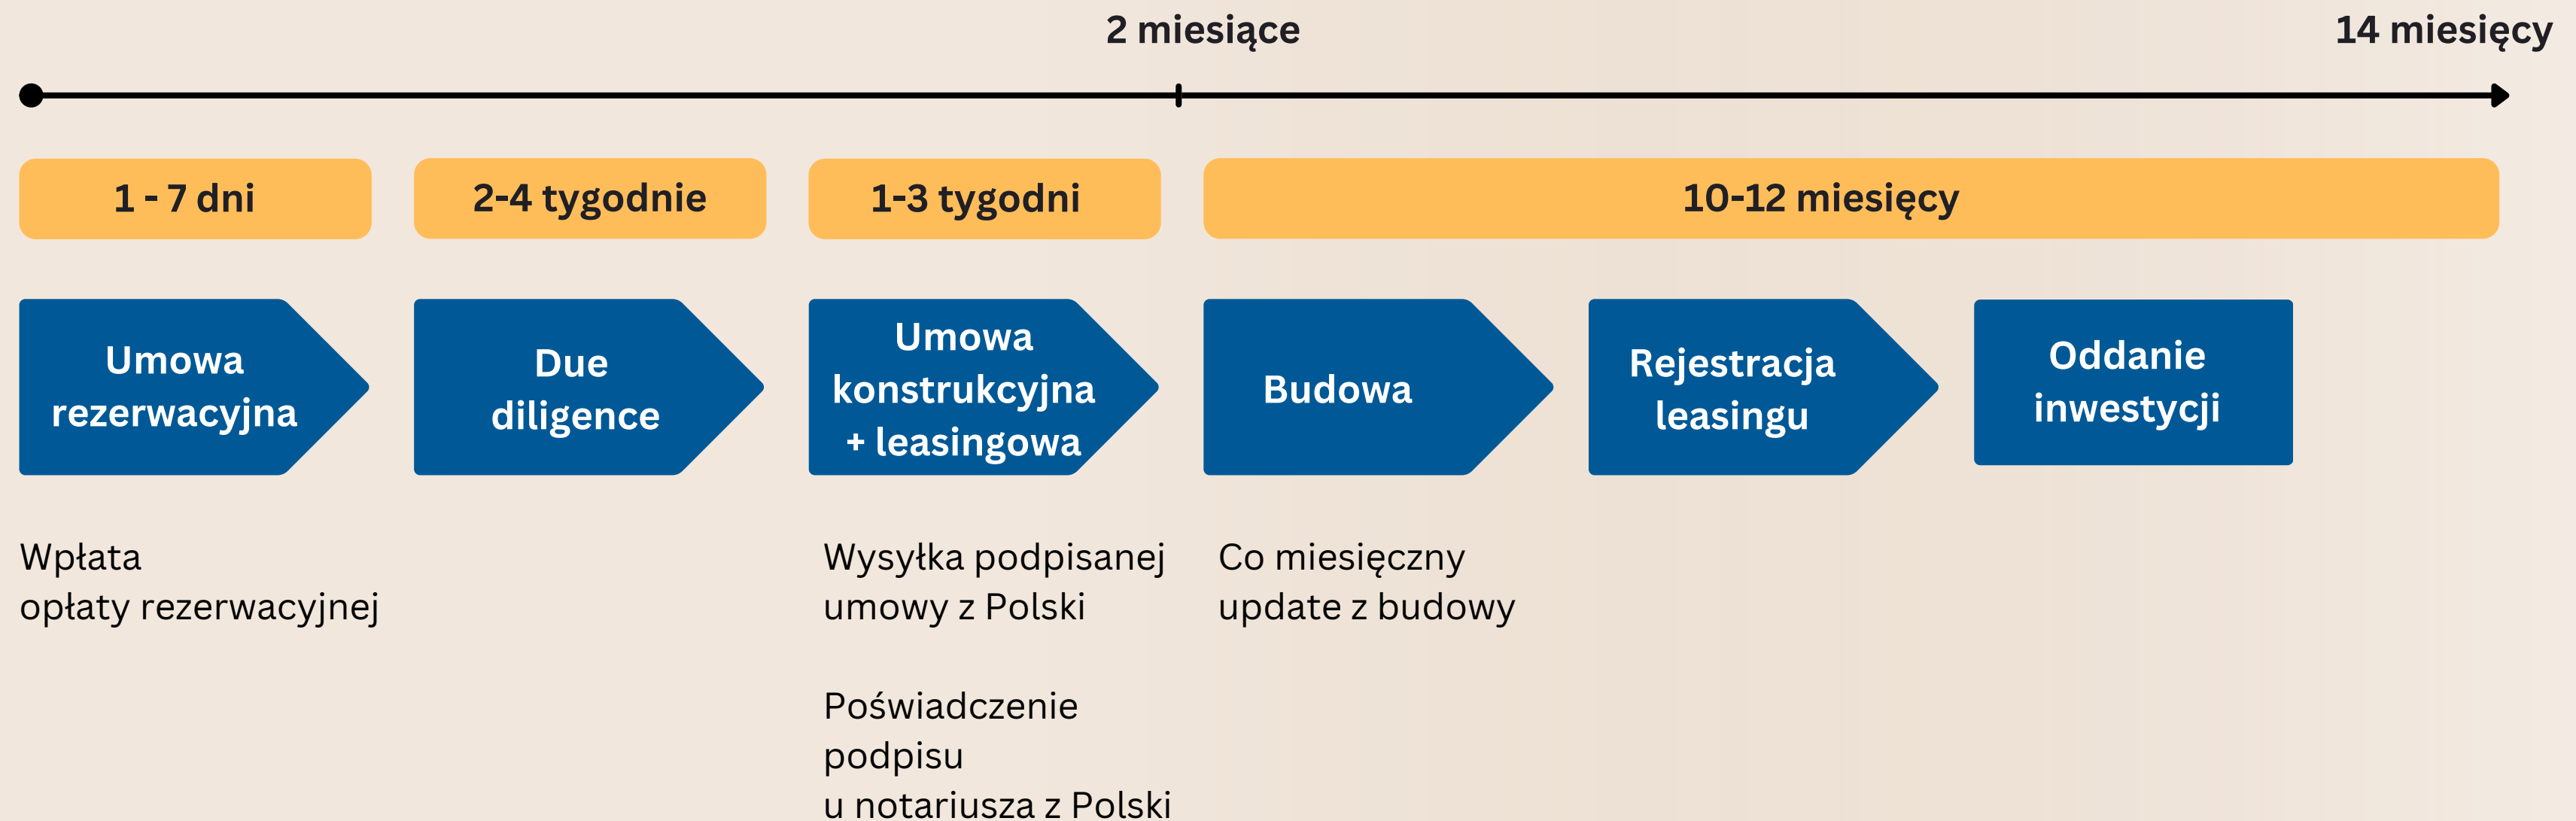 2 miesiące
14 miesięcy
1 - 7 dni
2-4 tygodnie
1-3 tygodni
10-12 miesięcy
Umowa
rezerwacyjna
Due
diligence
Umowa
konstrukcyjna
+ leasingowa
Budowa
Rejestracja
leasingu
Oddanie
inwestycji
Wpłata
opłaty rezerwacyjnej
Wysyłka podpisanej
umowy z Polski
Poświadczenie
podpisu
u notariusza z Polski
Co miesięczny
update z budowy